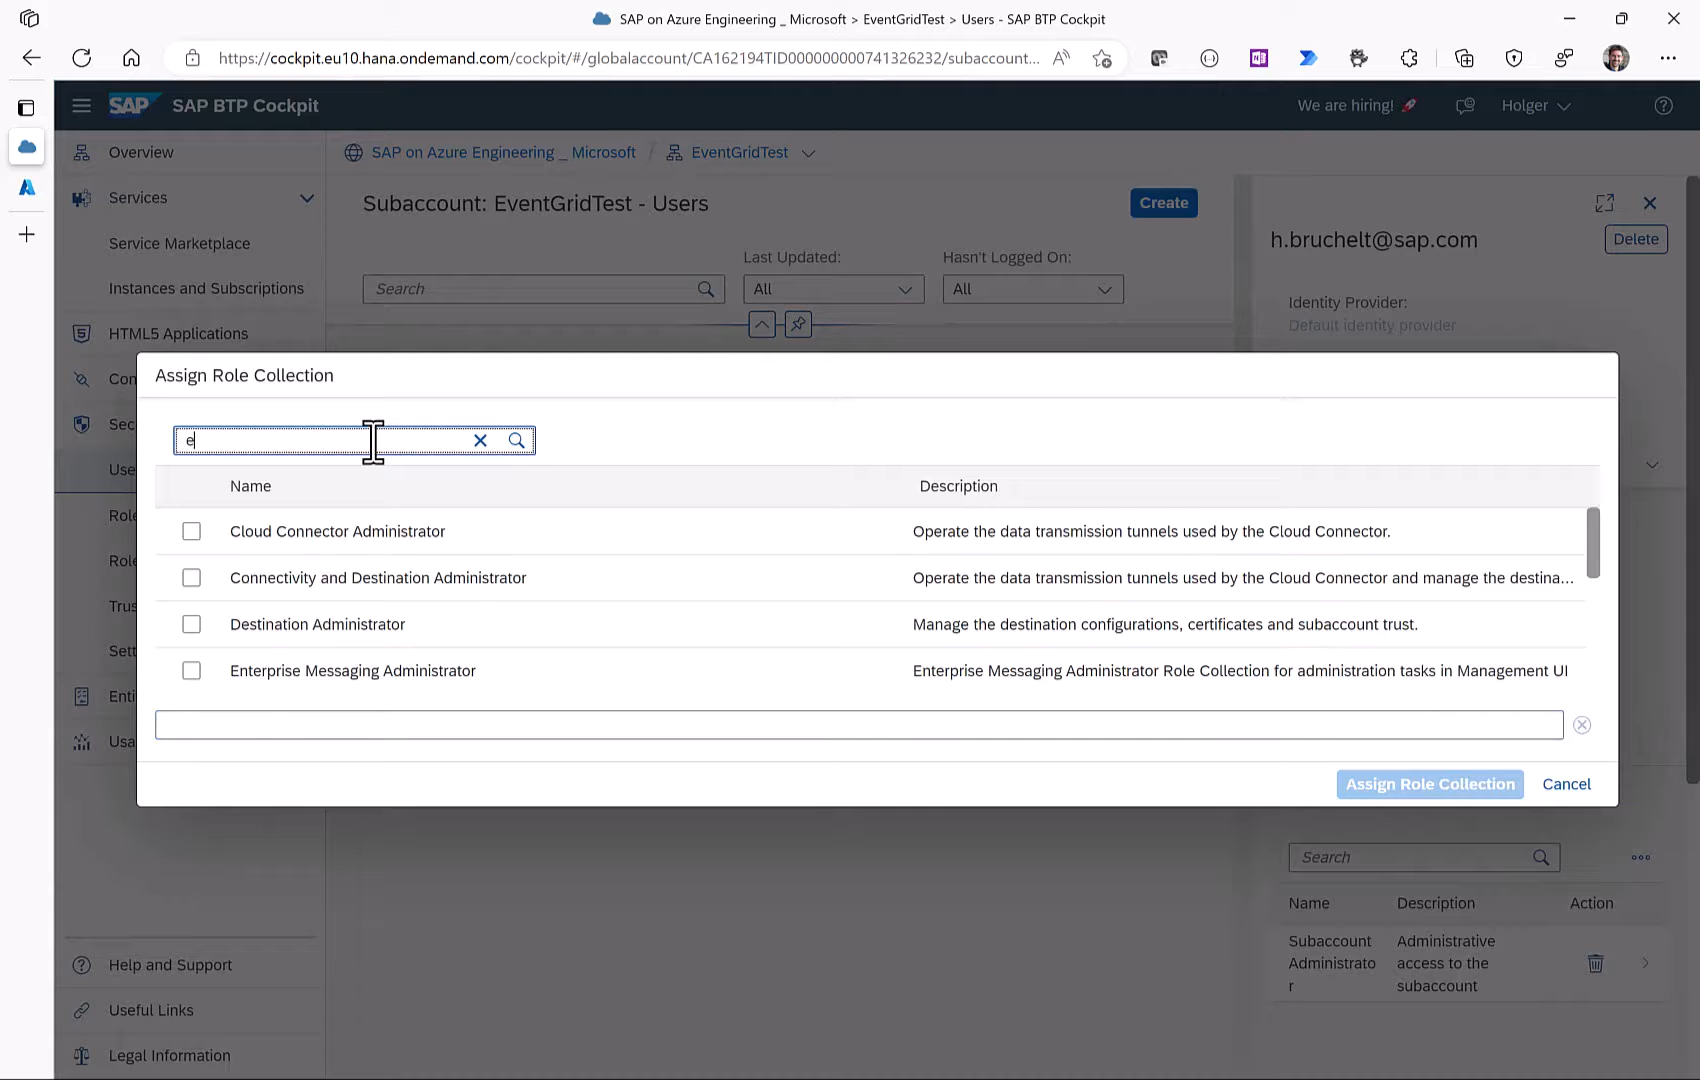 SAP on Azure Engineering _ Microsoft > EventGridTest > Users - SAP BTP Cockpit
https://cockpit.eu10.hana.ondemand.com/cockpit/#/globalaccount/CA162194TID000000000741326232/subaccount...
SAP
SAP BTP Cockpit
We are hiring! 🚀
Holger
Overview
SAP on Azure Engineering _ Microsoft / EventGridTest
Services
Subaccount: EventGridTest - Users
Create
h.bruchelt@sap.com
Delete
Service Marketplace
Last Updated:
Hasn't Logged On:
Instances and Subscriptions
Search
All
All
Identity Provider:
Default identity provider
HTML5 Applications
Con
Sec
Use
Role
Role
Trus
Sett
Enti
Usa
Assign Role Collection
e
Name
Description
Cloud Connector Administrator
Operate the data transmission tunnels used by the Cloud Connector.
Connectivity and Destination Administrator
Operate the data transmission tunnels used by the Cloud Connector and manage the destina...
Destination Administrator
Manage the destination configurations, certificates and subaccount trust.
Enterprise Messaging Administrator
Enterprise Messaging Administrator Role Collection for administration tasks in Management UI
Assign Role Collection
Cancel
Search
Name
Description
Action
Subaccount
Administrato
r
Administrative
access to the
subaccount
Help and Support
Useful Links
Legal Information